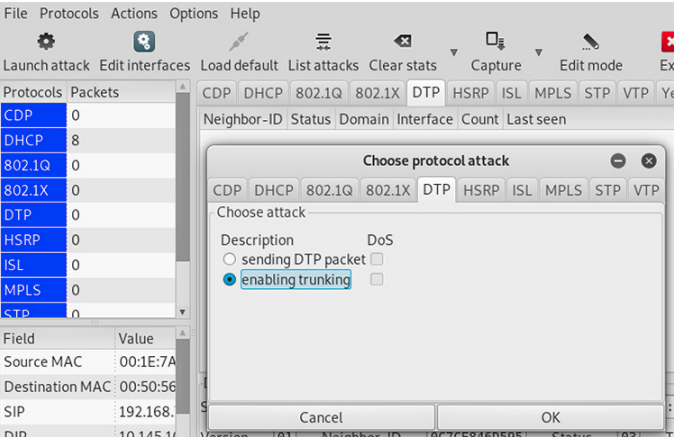 File Protocols Actions Options Help
Launch attack Edit interfaces Load default List attacks Clear stats Capture Edit mode
Protocols Packets
CDP 0
DHCP 8
802.1Q 0
802.1X 0
DTP 0
HSRP 0
ISL 0
MPLS 0
STP 0
Field Value
Source MAC 00:1E:7A
Destination MAC 00:50:56
SIP 192.168.
DIP 10.145.1
CDP DHCP 802.1Q 802.1X DTP HSRP ISL MPLS STP VTP Ye
Neighbor-ID Status Domain Interface Count Last seen
Choose protocol attack
CDP DHCP 802.1Q 802.1X DTP HSRP ISL MPLS STP VTP
Choose attack
Description DoS
sending DTP packet
enabling trunking
Cancel OK
Version 01 Neighbor-ID 0C7CE846D595 Status 03